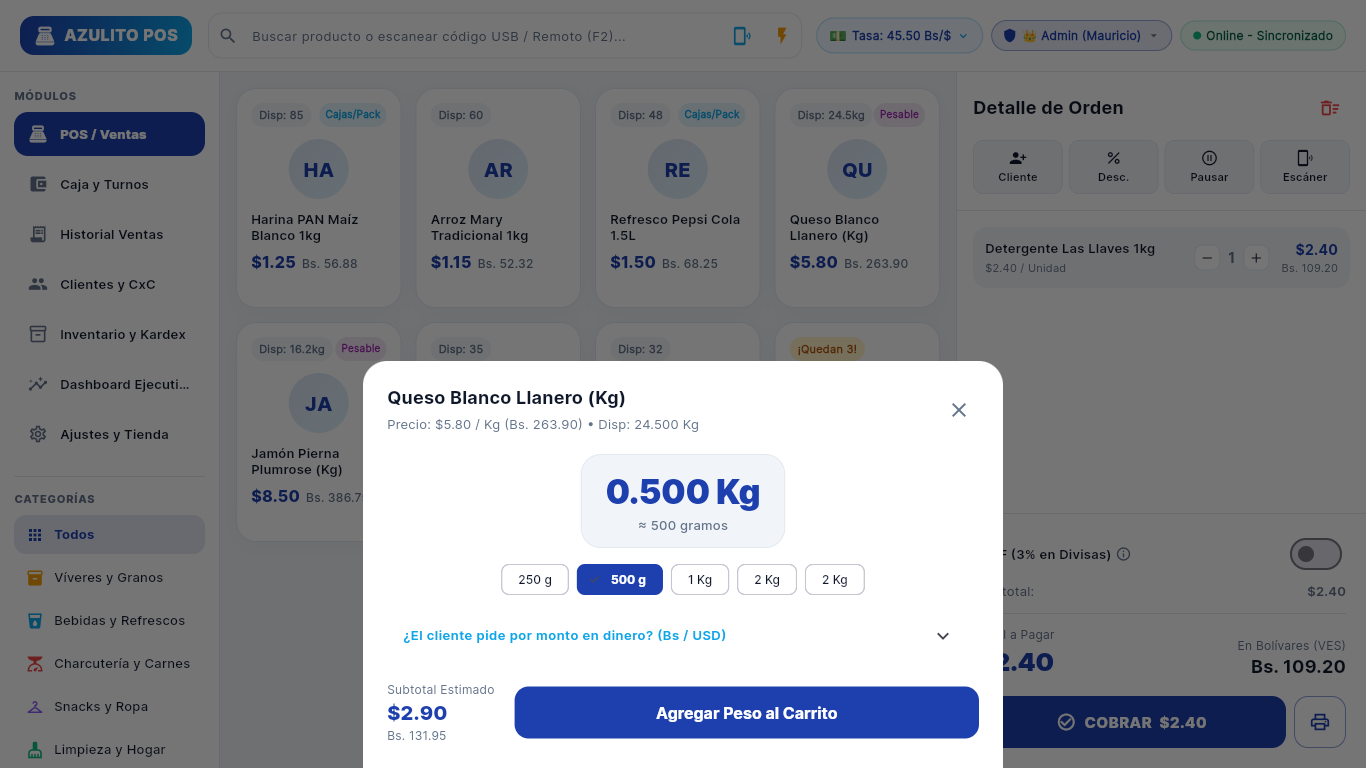 AZULITO POS
Buscar producto o escanear código USB / Remoto (F2)...
💵 Tasa: 45.50 Bs/$
👑 Admin (Mauricio)
Online - Sincronizado
MÓDULOS
POS / Ventas
Caja y Turnos
Historial Ventas
Clientes y CxC
Inventario y Kardex
Dashboard Ejecuti...
Ajustes y Tienda
CATEGORÍAS
Todos
Víveres y Granos
Bebidas y Refrescos
Charcutería y Carnes
Snacks y Ropa
Limpieza y Hogar
Disp: 85
Cajas/Pack
HA
Harina PAN Maíz
Blanco 1kg
$1.25 Bs. 56.88
Disp: 60
AR
Arroz Mary
Tradicional 1kg
$1.15 Bs. 52.32
Disp: 48
Cajas/Pack
RE
Refresco Pepsi Cola
1.5L
$1.50 Bs. 68.25
Disp: 24.5kg
Pesable
QU
Queso Blanco
Llanero (Kg)
$5.80 Bs. 263.90
Disp: 16.2kg
Pesable
JA
Jamón Pierna
Plumrose (Kg)
$8.50 Bs. 386.7
Disp: 35
Disp: 32
¡Quedan 3!
Detalle de Orden
Cliente
Desc.
Pausar
Escáner
Detergente Las Llaves 1kg
$2.40 / Unidad
− 1 +
$2.40
Bs. 109.20
F (3% en Divisas)
total:
$2.40
l a Pagar
2.40
En Bolívares (VES)
Bs. 109.20
COBRAR $2.40
Queso Blanco Llanero (Kg)
Precio: $5.80 / Kg (Bs. 263.90) • Disp: 24.500 Kg
0.500 Kg
≈ 500 gramos
250 g
500 g
1 Kg
2 Kg
2 Kg
¿El cliente pide por monto en dinero? (Bs / USD)
Subtotal Estimado
$2.90
Bs. 131.95
Agregar Peso al Carrito